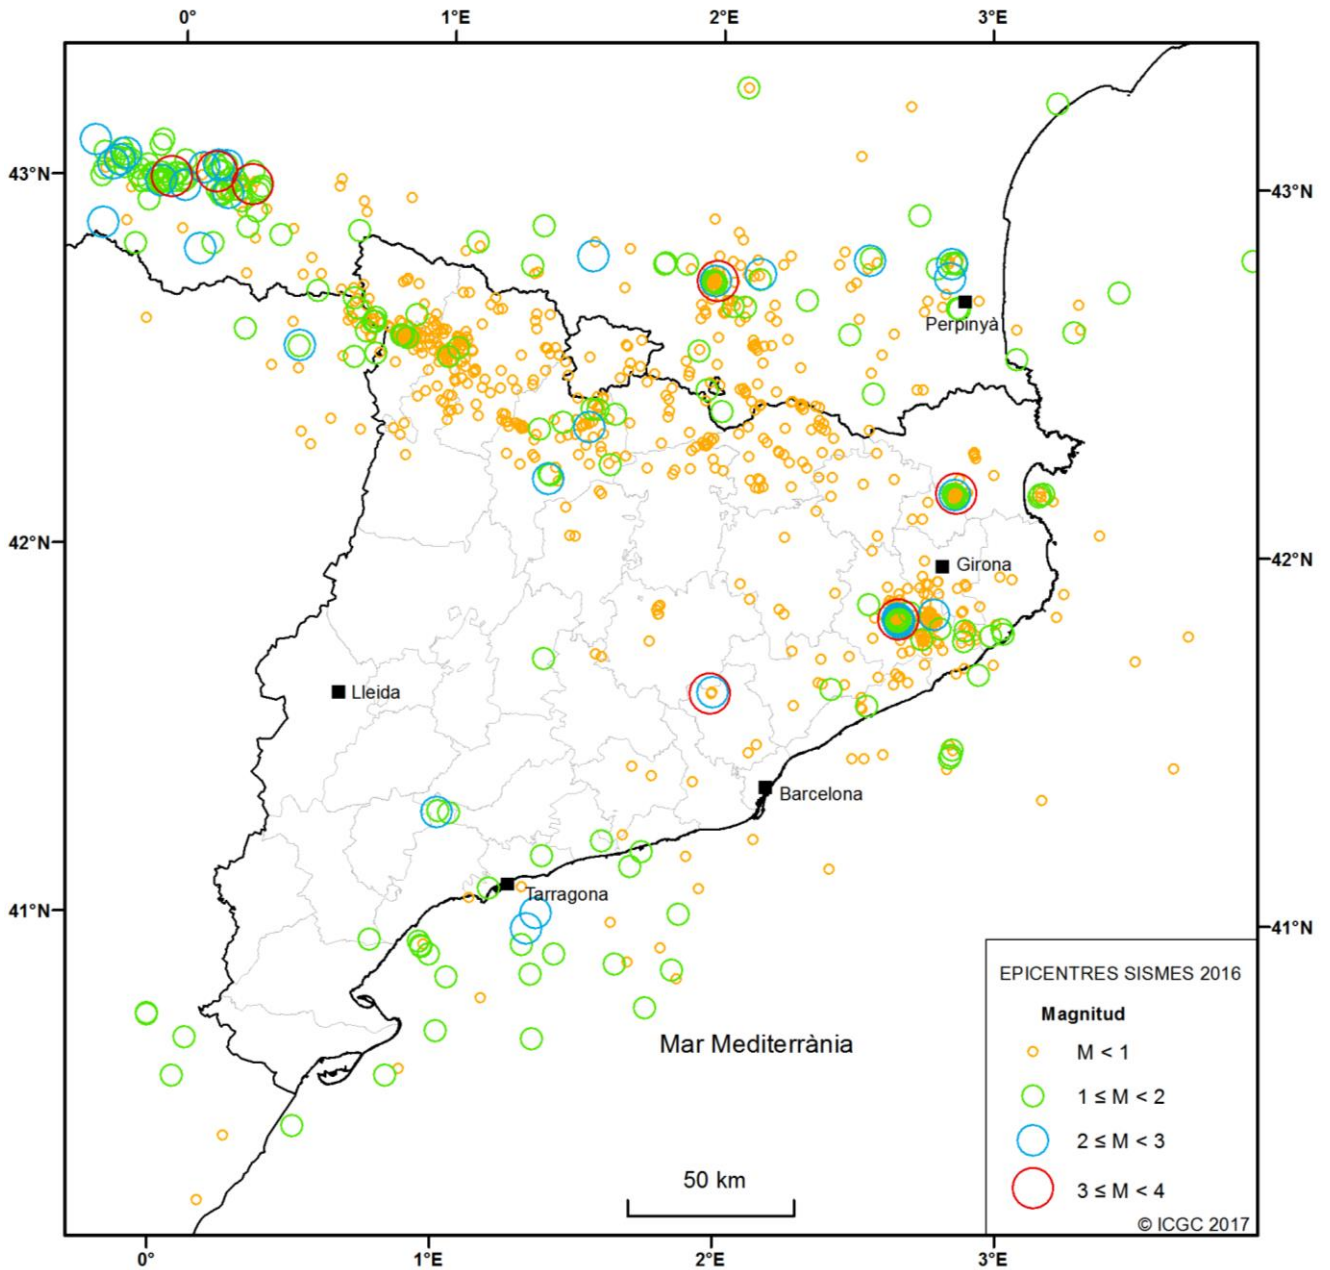 0° 1°E 2°E 3°E
43°N 43°N
Perpinyà
42°N 42°N
Girona
Lleida
Barcelona
41°N 41°N
Tarragona
Mar Mediterrània
50 km
EPICENTRES SISMES 2016
Magnitud
M < 1
1 ≤ M < 2
2 ≤ M < 3
3 ≤ M < 4
© ICGC 2017
0° 1°E 2°E 3°E